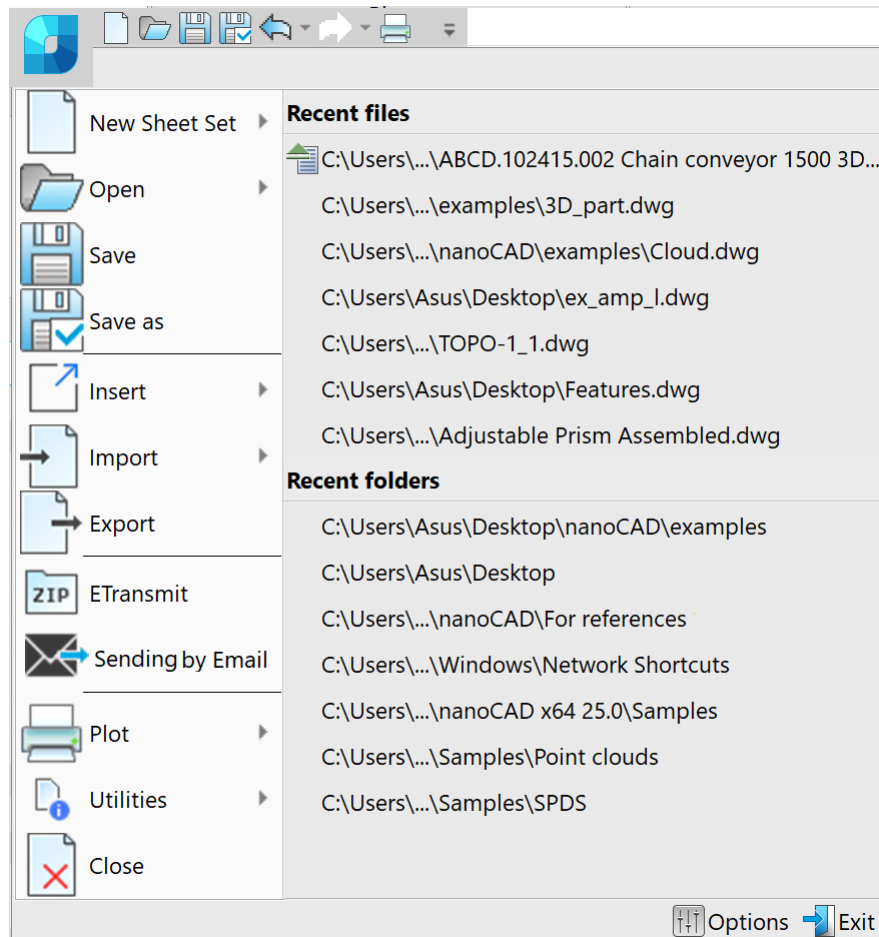 New Sheet Set
Open
Save
Save as
Insert
Import
Export
ZIP
ETransmit
Sending by Email
Plot
Utilities
Close
Recent files
C:\Users\...\ABCD.102415.002 Chain conveyor 1500 3D...
C:\Users\...\examples\3D_part.dwg
C:\Users\...\nanoCAD\examples\Cloud.dwg
C:\Users\Asus\Desktop\ex_amp_l.dwg
C:\Users\...\TOPO-1_1.dwg
C:\Users\Asus\Desktop\Features.dwg
C:\Users\...\Adjustable Prism Assembled.dwg
Recent folders
C:\Users\Asus\Desktop\nanoCAD\examples
C:\Users\Asus\Desktop
C:\Users\...\nanoCAD\For references
C:\Users\...\Windows\Network Shortcuts
C:\Users\...\nanoCAD x64 25.0\Samples
C:\Users\...\Samples\Point clouds
C:\Users\...\Samples\SPDS
Options
Exit